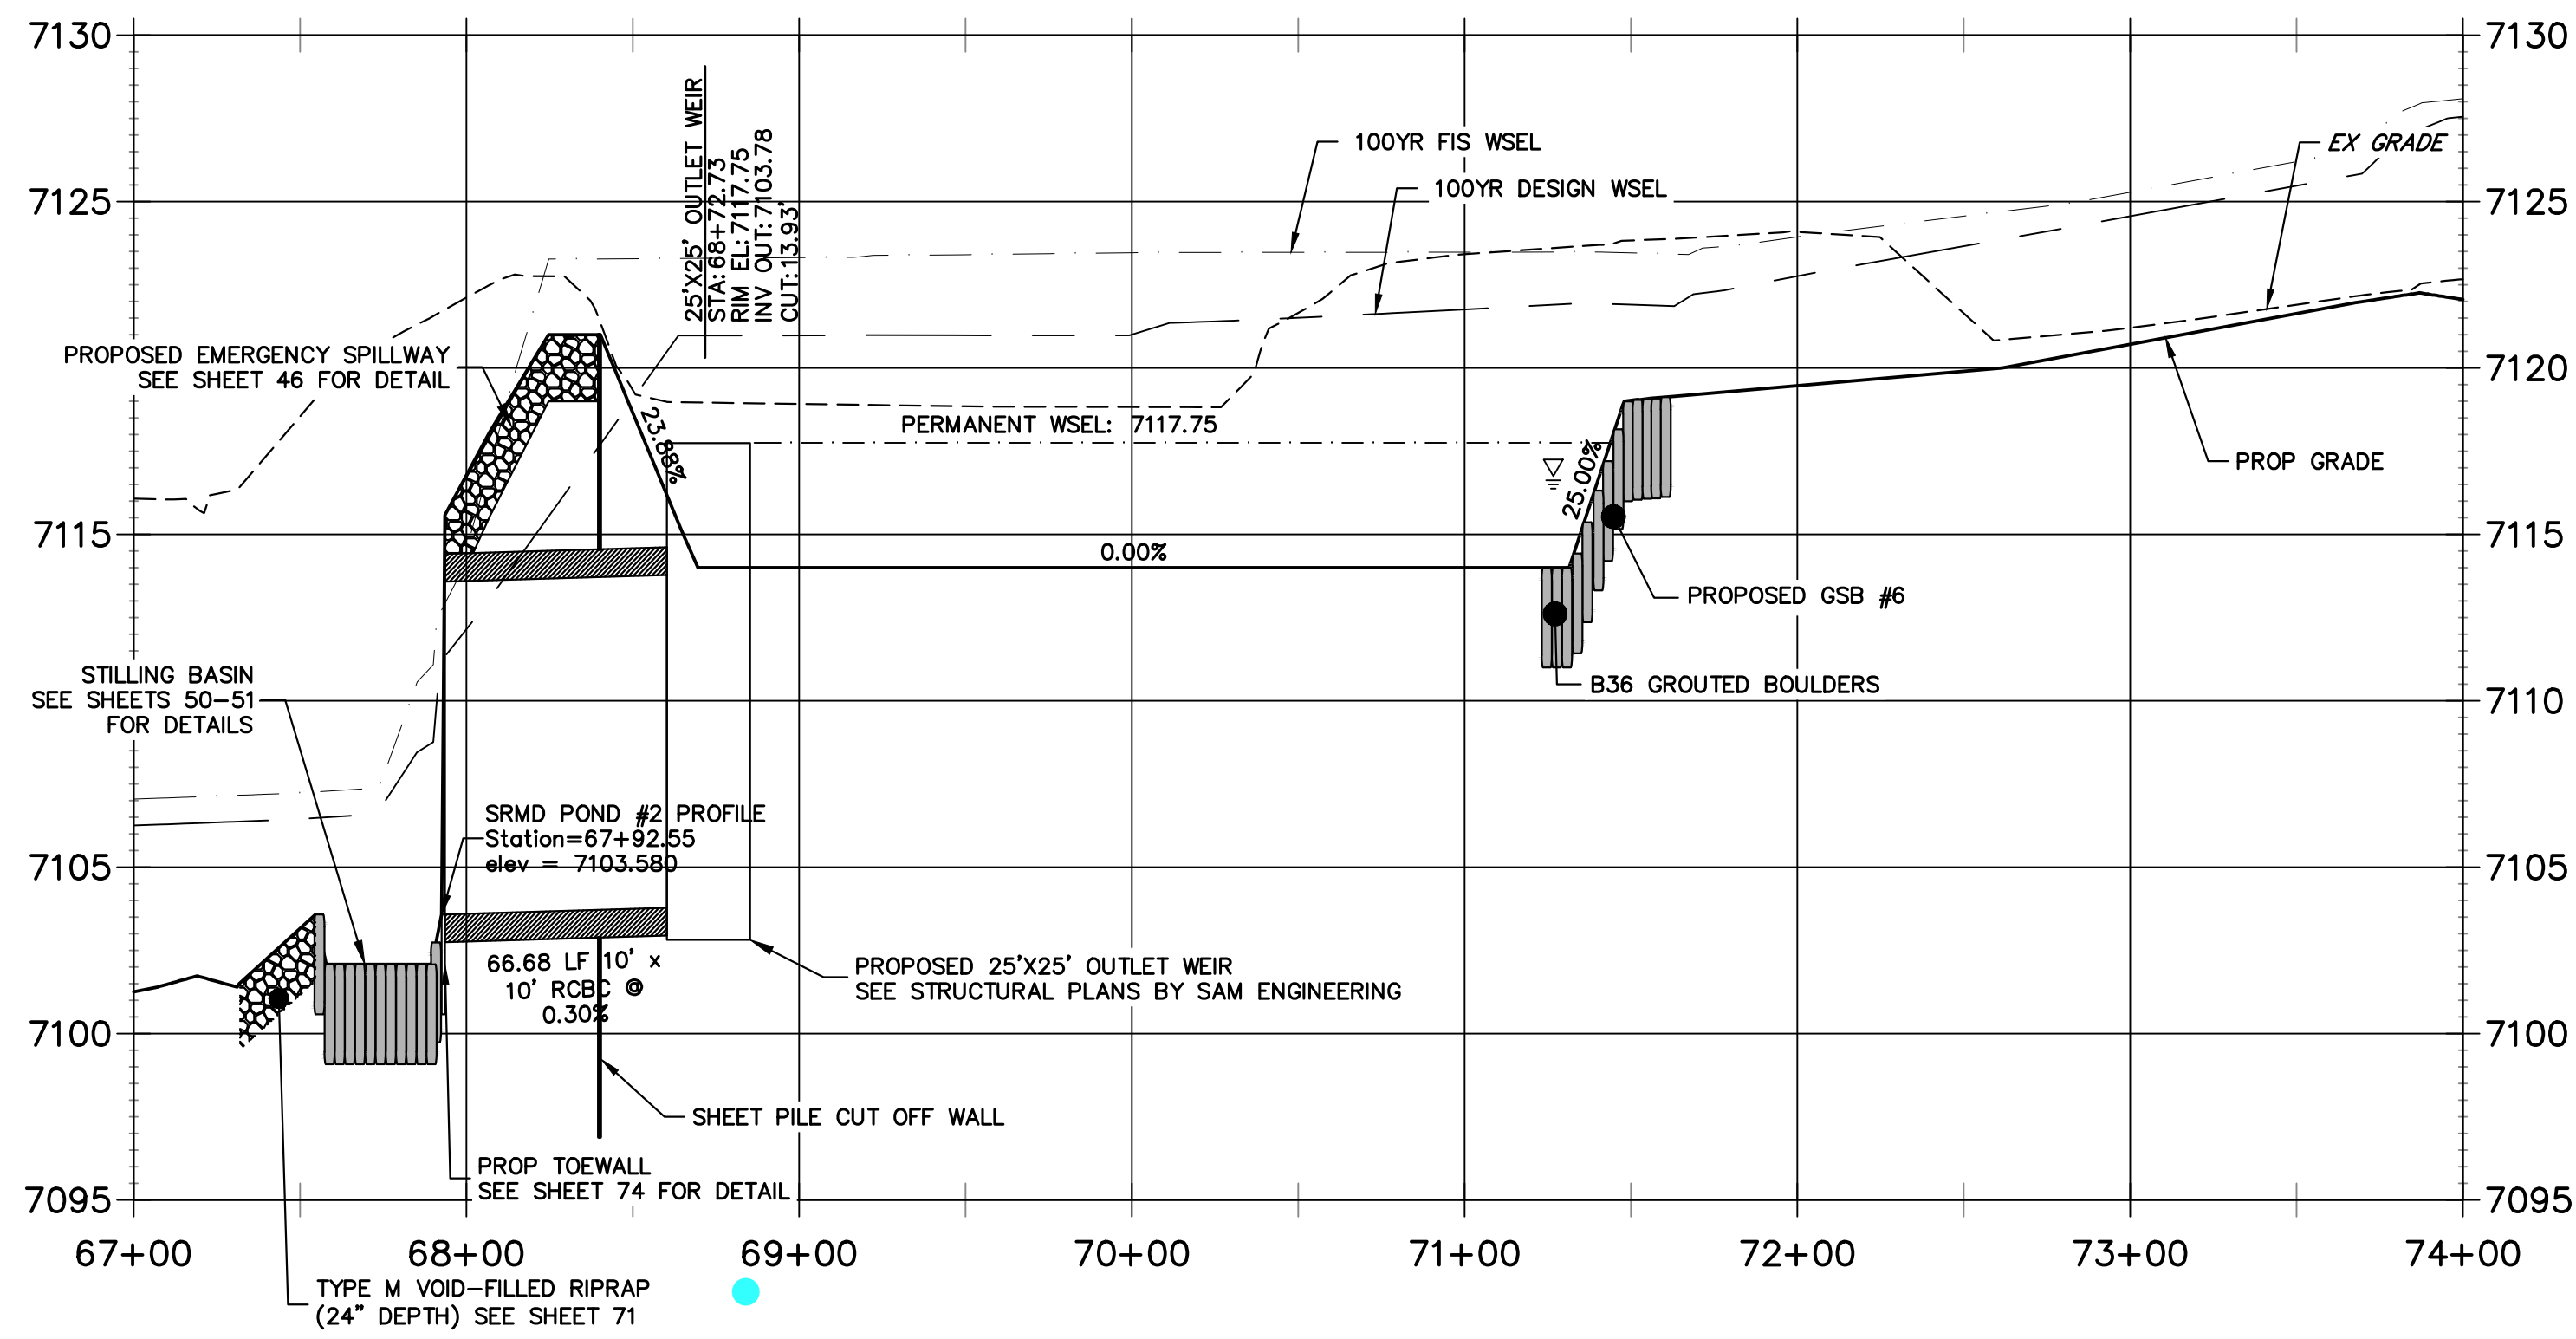 7130
7130
25'X25' OUTLET WEIR
STA: 68+72.73
RIM EL: 7117.75
INV OUT: 7103.78
CUT: 13.93'
100YR FIS WSEL
EX GRADE
100YR DESIGN WSEL
7125
7125
PROPOSED EMERGENCY SPILLWAY
SEE SHEET 46 FOR DETAIL
7120
7120
23.88%
PERMANENT WSEL: 7117.75
25.00%
PROP GRADE
7115
7115
0.00%
PROPOSED GSB #6
STILLING BASIN
SEE SHEETS 50-51
FOR DETAILS
B36 GROUTED BOULDERS
7110
7110
SRMD POND #2 PROFILE
Station=67+92.55
elev = 7103.580
7105
7105
66.68 LF 10' x
10' RCBC @
0.30%
PROPOSED 25'X25' OUTLET WEIR
SEE STRUCTURAL PLANS BY SAM ENGINEERING
7100
7100
SHEET PILE CUT OFF WALL
PROP TOEWALL
SEE SHEET 74 FOR DETAIL
7095
7095
67+00 68+00 69+00 70+00 71+00 72+00 73+00 74+00
TYPE M VOID-FILLED RIPRAP
(24" DEPTH) SEE SHEET 71